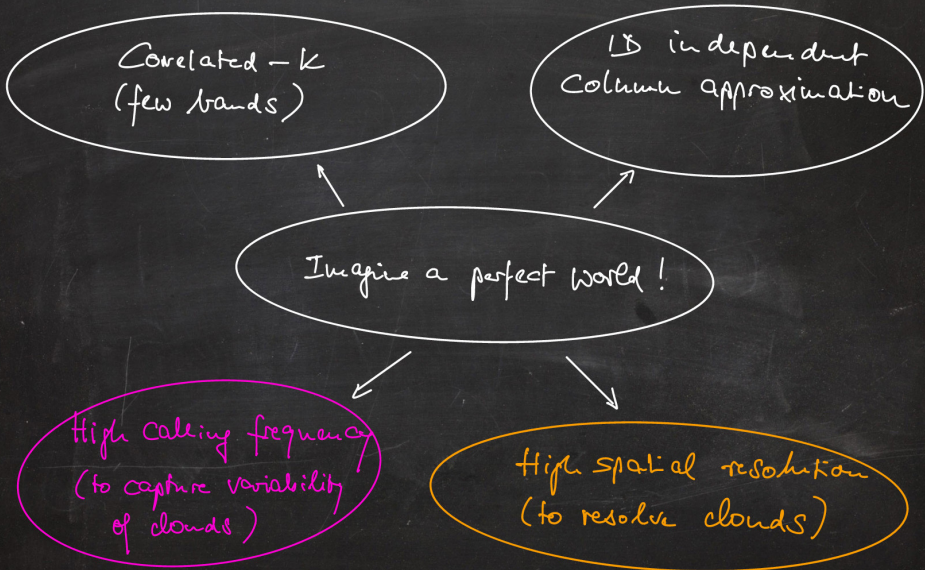 Correlated - k
(few bands)
1D independent
Column approximation
Imagine a perfect world!
High calling frequency
(to capture variability
of clouds)
High spatial resolution
(to resolve clouds)